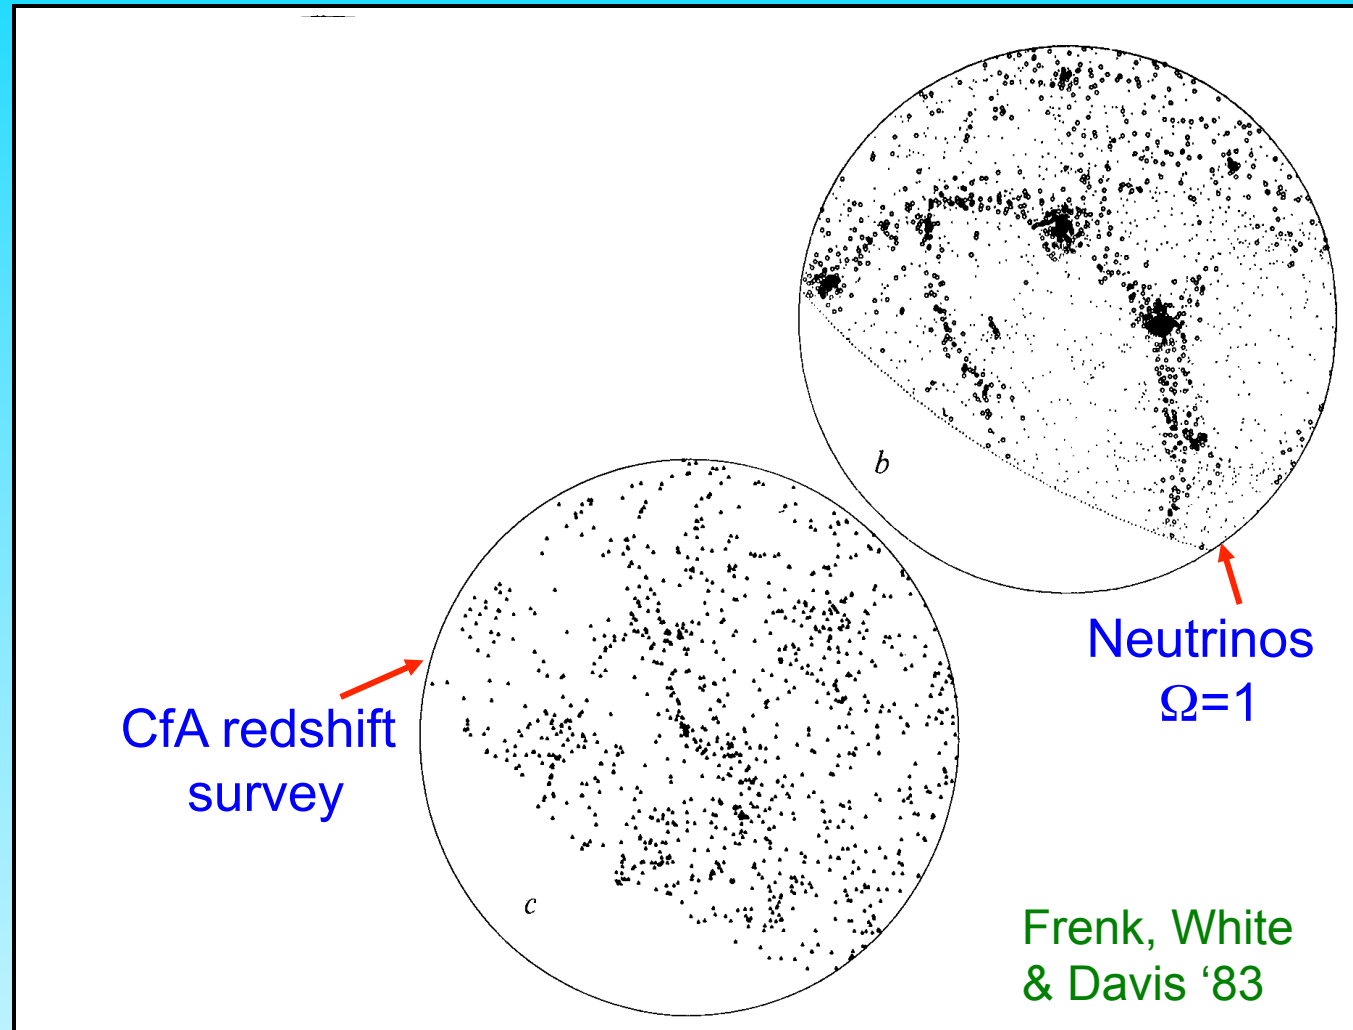 b
Neutrinos
Ω=1
CfA redshift
survey
c
Frenk, White
& Davis ‘83